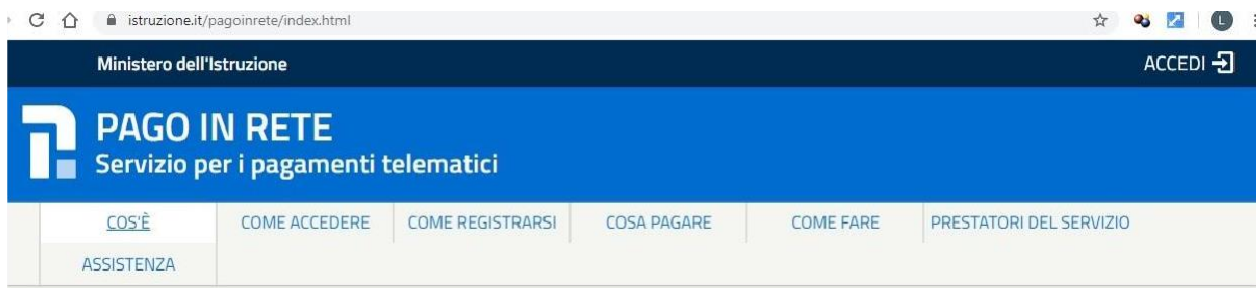 istruzione.it/pagoinrete/index.html
L
Ministero dell'Istruzione
ACCEDI
PAGO IN RETE
Servizio per i pagamenti telematici
COS'È COME ACCEDERE COME REGISTRARSI COSA PAGARE COME FARE PRESTATORI DEL SERVIZIO
ASSISTENZA